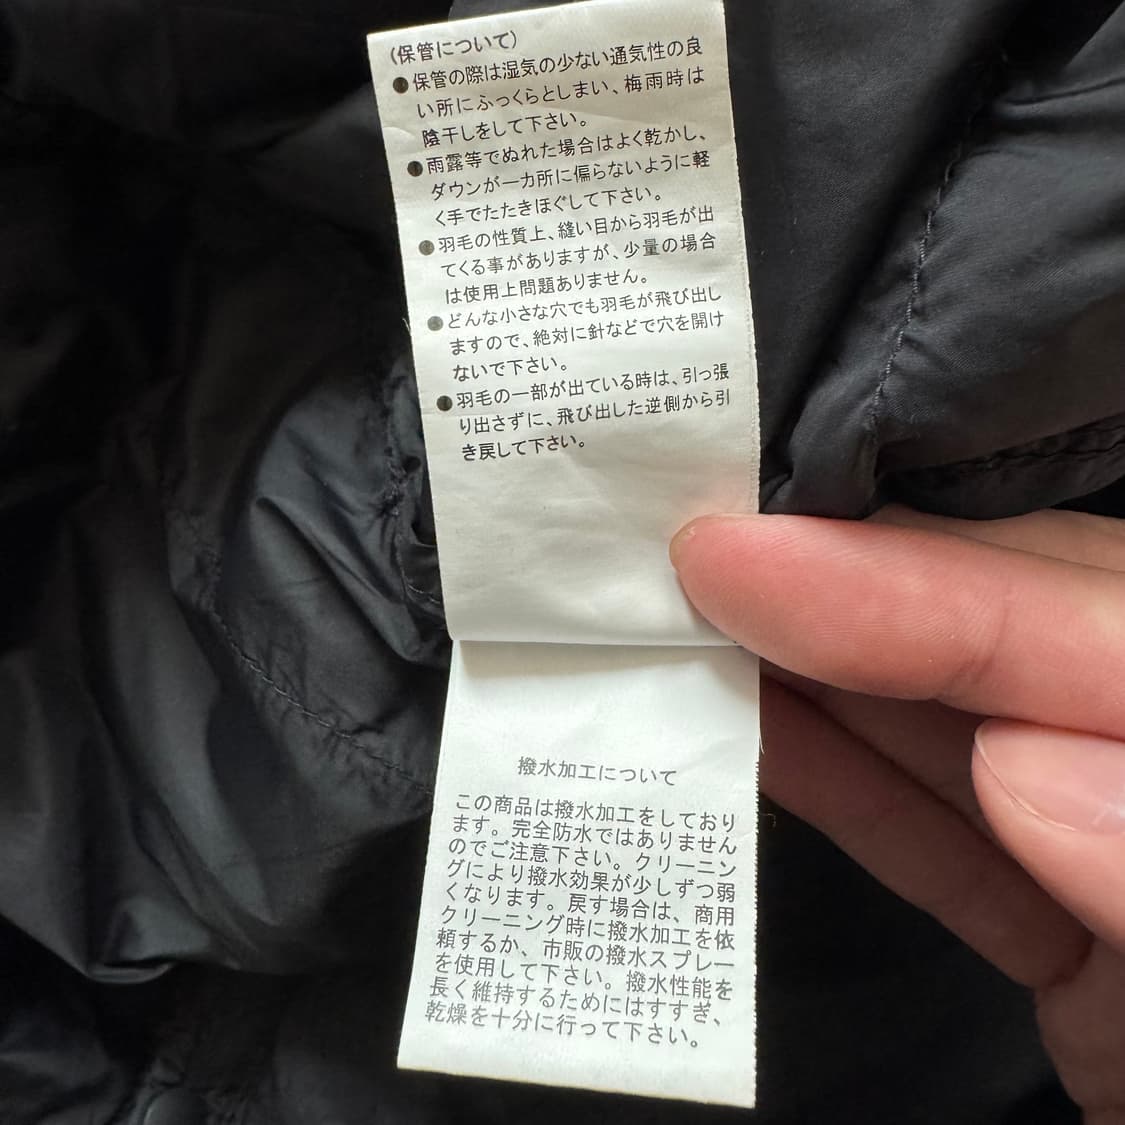 (保管について)
●保管の際は湿気の少ない通気性の良
い所にふっくらとしまい、梅雨時は
陰干しをして下さい。
●雨露等でぬれた場合はよく乾かし、
ダウンが一カ所に偏らないように軽
く手でたたきほぐして下さい。
●羽毛の性質上、縫い目から羽毛が出
てくる事がありますが、少量の場合
は使用上問題ありません。
●どんな小さな穴でも羽毛が飛び出し
ますので、絶対に針などで穴を開け
ないで下さい。
●羽毛の一部が出ている時は、引っ張
り出さずに、飛び出した逆側から引
き戻して下さい。
撥水加工について
この商品は撥水加工をしており
ます。完全防水ではありません
のでご注意下さい。クリーニン
グにより撥水効果が少しずつ弱
くなります。戻す場合は、商用
クリーニング時に撥水加工を依
頼するか、市販の撥水スプレー
を使用して下さい。撥水性能を
長く維持するためにはすすぎ、
乾燥を十分に行って下さい。